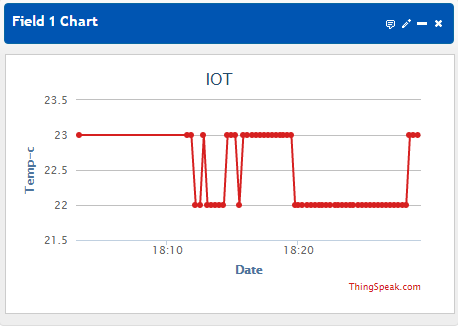 Field 1 Chart
IOT
23.5
23
22.5
22
21.5
Temp-c
18:10 18:20
Date
ThingSpeak.com